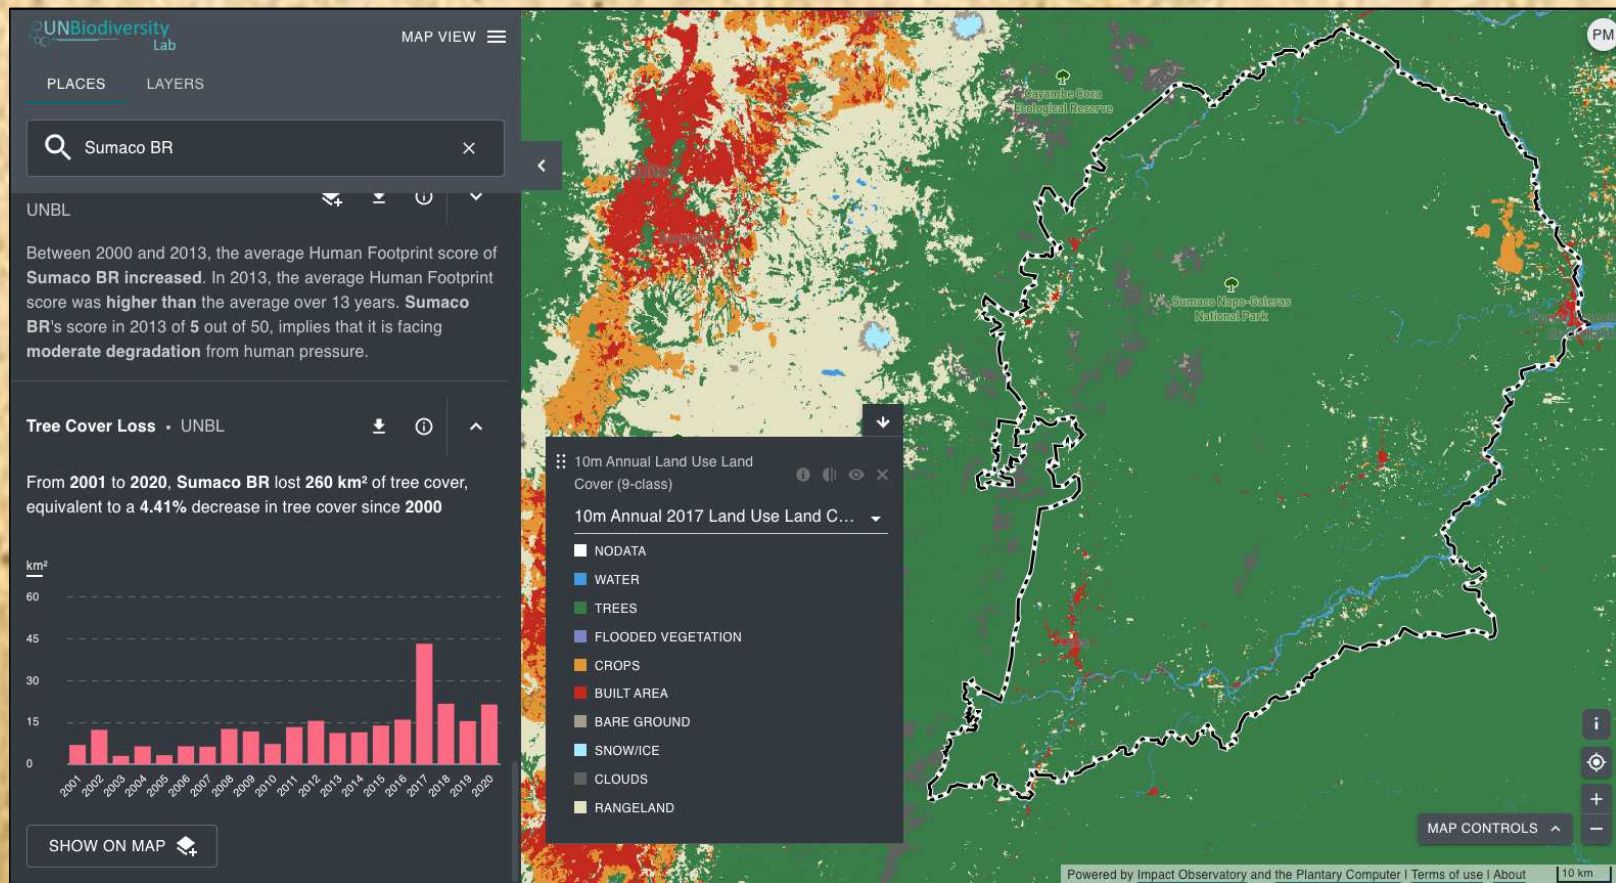 UNBiodiversity
Lab
MAP VIEW
PLACES
LAYERS
Sumaco BR
UNBL
Between 2000 and 2013, the average Human Footprint score of
Sumaco BR increased. In 2013, the average Human Footprint
score was higher than the average over 13 years. Sumaco
BR's score in 2013 of 5 out of 50, implies that it is facing
moderate degradation from human pressure.
Tree Cover Loss • UNBL
From 2001 to 2020, Sumaco BR lost 260 km² of tree cover,
equivalent to a 4.41% decrease in tree cover since 2000
km²
60
45
30
15
0
2001 2002 2003 2004 2005 2006 2007 2008 2009 2010 2011 2012 2013 2014 2015 2016 2017 2018 2019 2020
SHOW ON MAP
10m Annual Land Use Land
Cover (9-class)
10m Annual 2017 Land Use Land C...
NODATA
WATER
TREES
FLOODED VEGETATION
CROPS
BUILT AREA
BARE GROUND
SNOW/ICE
CLOUDS
RANGELAND
PM
Cayambe Coca
Ecological Reserve
Sumaco Napo-Galeras
National Park
MAP CONTROLS
Powered by Impact Observatory and the Plantary Computer | Terms of use | About
10 km